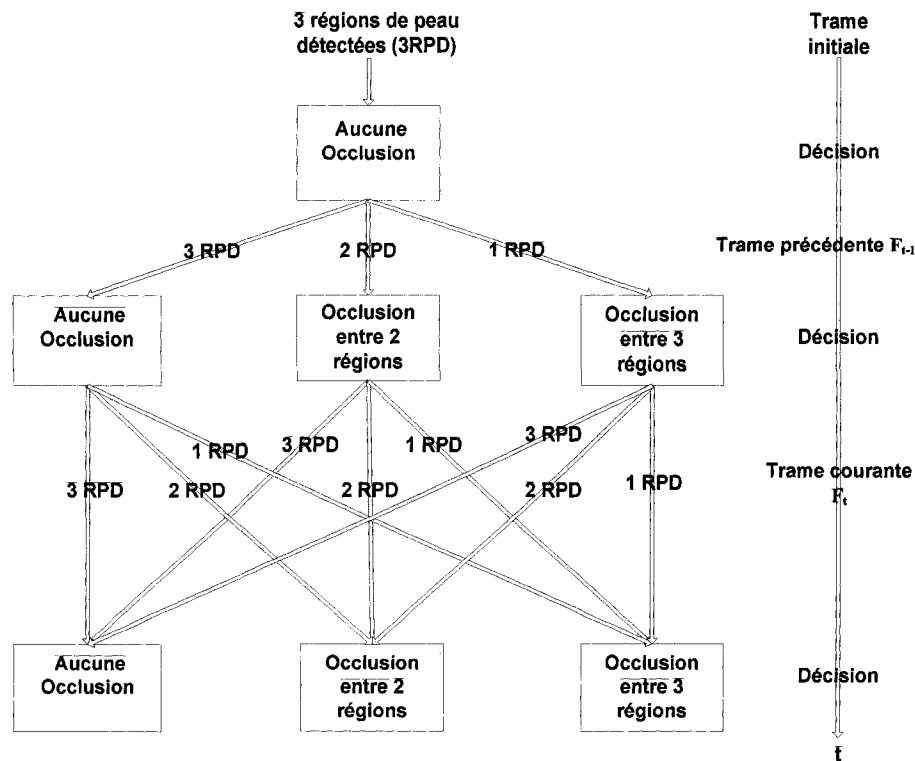 3 régions de peau
détectées (3RPD)
Trame
initiale
Aucune
Occlusion
Décision
3 RPD
2 RPD
1 RPD
Trame précédente Ft-1
Aucune
Occlusion
Occlusion
entre 2
régions
Occlusion
entre 3
régions
Décision
1 RPD
3 RPD
1 RPD
3 RPD
3 RPD
2 RPD
2 RPD
2 RPD
1 RPD
Trame courante
Ft
Aucune
Occlusion
Occlusion
entre 2
régions
Occlusion
entre 3
régions
Décision
t